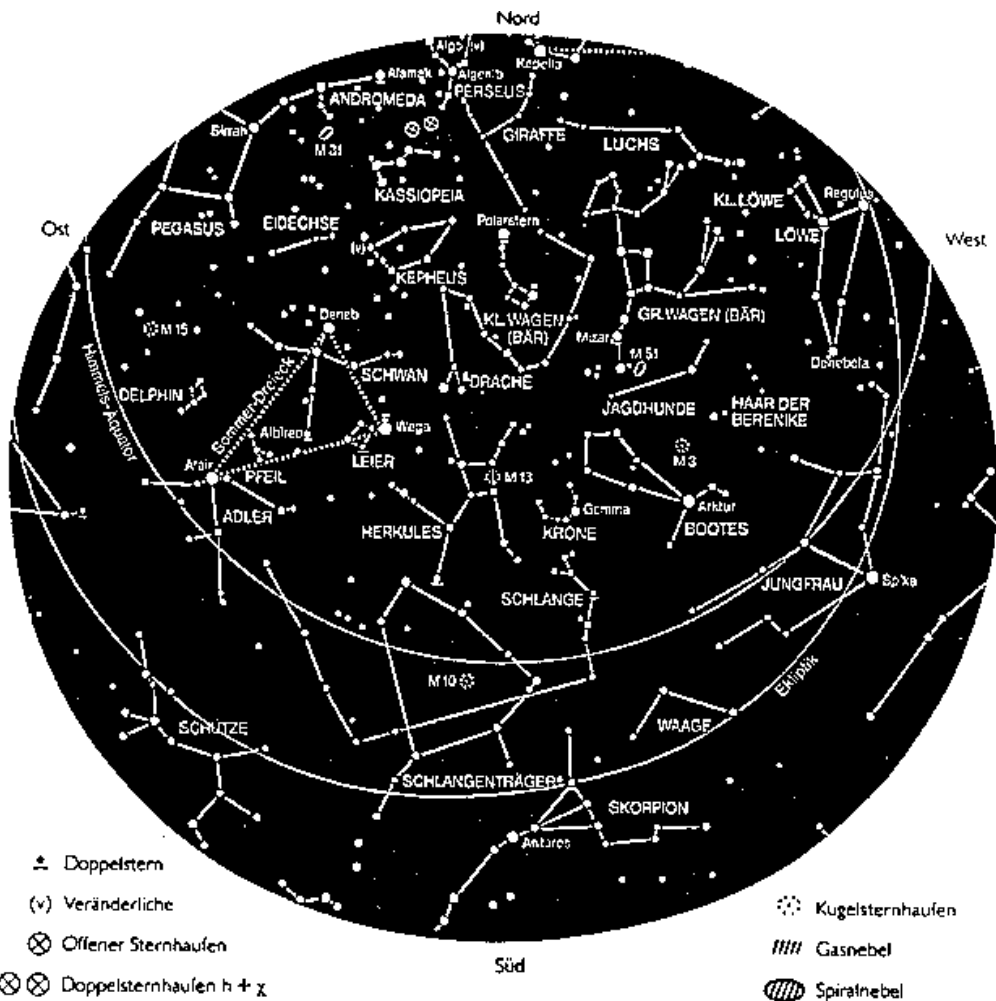 Nord
Algol (v)
Algenib
PERSEUS
Kapella
Alamak
ANDROMEDA
Sirrah
M 31
GIRAFFE
LUCHS
KASSIOPEIA
KL. LÖWE
Regulus
LÖWE
Ost
PEGASUS
EIDECHSE
Polarstern
West
(v)
KEPHEUS
M 15
Deneb
KL. WAGEN
(BÄR)
GR. WAGEN (BÄR)
Mizar
M 51
Denebola
Himmels-Äquator
SCHWAN
DRACHE
DELPHIN
Sommer-Dreieck
JAGDHUNDE
HAAR DER
BERENIKE
Albireo
Wega
LEIER
M 3
Atair
PFEIL
M 13
ADLER
HERKULES
Gemma
KRONE
Arktur
BOOTES
SCHLANGE
JUNGFRAU
Spika
M 10
Ekliptik
SCHÜTZE
WAAGE
SCHLANGENTRÄGER
SKORPION
Antares
Doppelstern
(v) Veränderliche
Offener Sternhaufen
Doppelsternhaufen h + χ
Süd
Kugelsternhaufen
Gasnebel
Spiralnebel